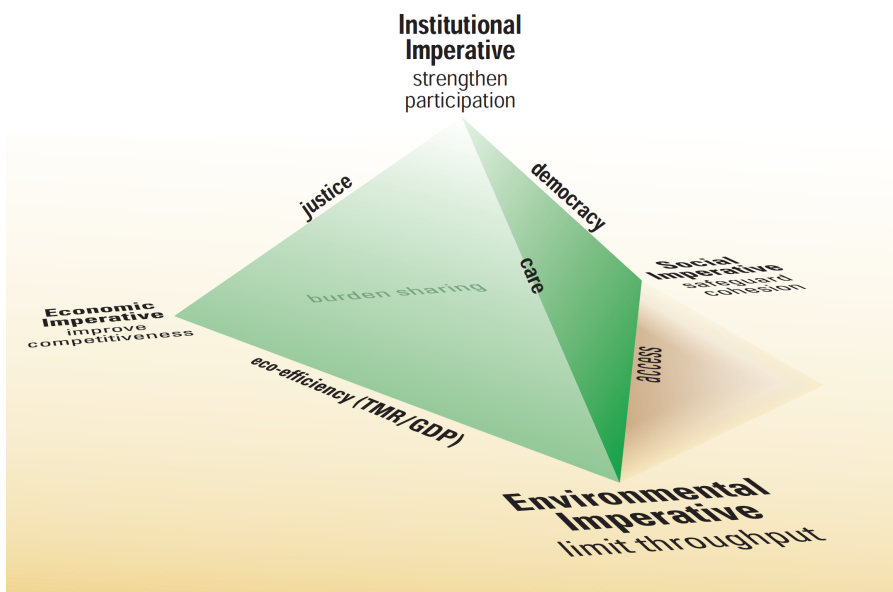 Institutional
Imperative
strengthen
participation
justice
democracy
care
Social
Imperative
safeguard
cohesion
burden sharing
Economic
Imperative
improve
competitiveness
access
eco-efficiency (TMR/GDP)
Environmental
Imperative
limit throughput